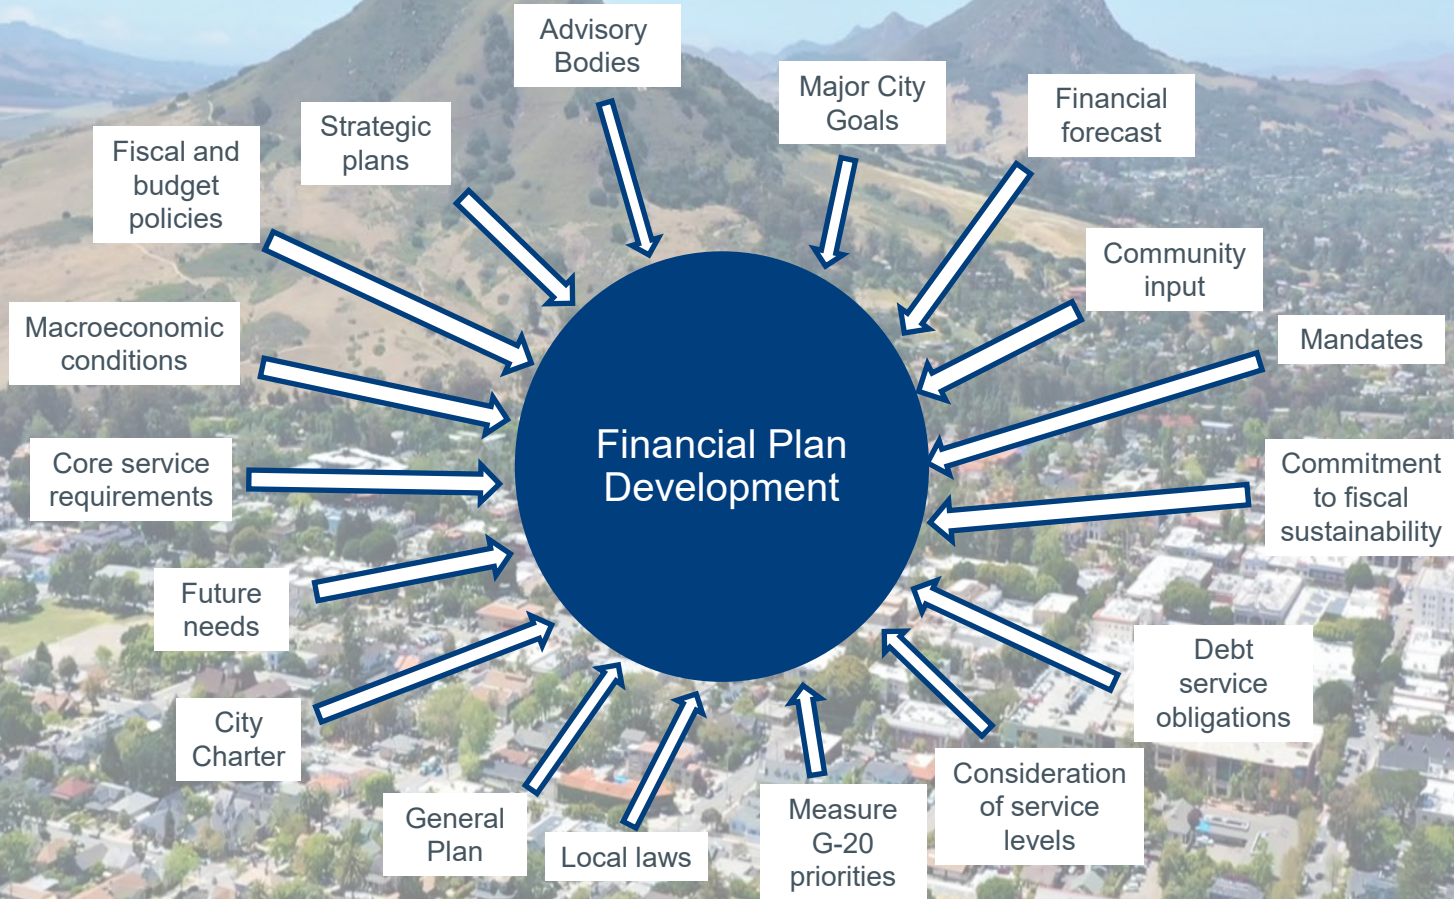 Advisory
Bodies
Major City
Goals
Financial
forecast
Strategic
plans
Fiscal and
budget
policies
Community
input
Macroeconomic
conditions
Mandates
Financial Plan
Development
Core service
requirements
Commitment
to fiscal
sustainability
Future
needs
Debt
service
obligations
City
Charter
General
Plan
Local laws
Measure
G-20
priorities
Consideration
of service
levels